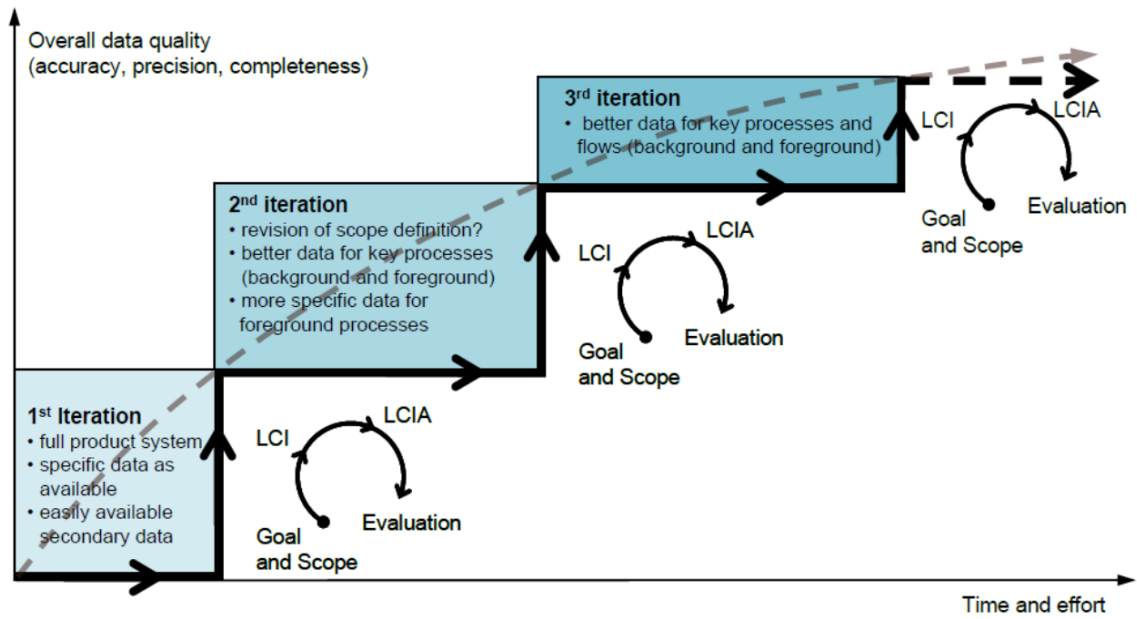 Overall data quality
(accuracy, precision, completeness)
3rd iteration
• better data for key processes and
flows (background and foreground)
LCI
LCIA
Goal
and Scope
Evaluation
2nd iteration
• revision of scope definition?
• better data for key processes
(background and foreground)
• more specific data for
foreground processes
LCI
LCIA
Goal
and Scope
Evaluation
1st Iteration
• full product system
• specific data as
available
• easily available
secondary data
LCI
LCIA
Goal
and Scope
Evaluation
Time and effort